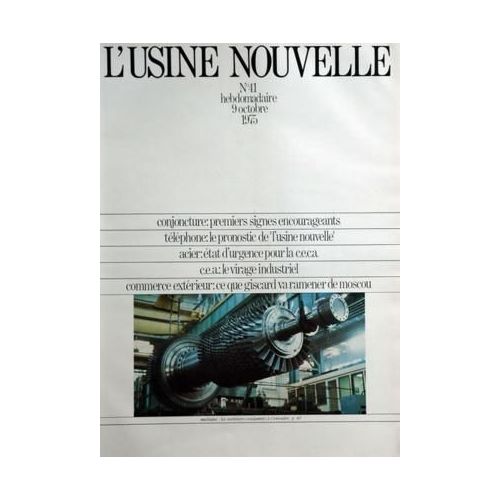 L'USINE NOUVELLE
N°41
hebdomadaire
9 octobre
1975
conjoncture: premiers signes encourageants
téléphone: le pronostic de 'l'usine nouvelle'
acier: état d'urgence pour la c.e.c.a.
c.e.a.: le virage industriel
commerce extérieur: ce que giscard va ramener de moscou